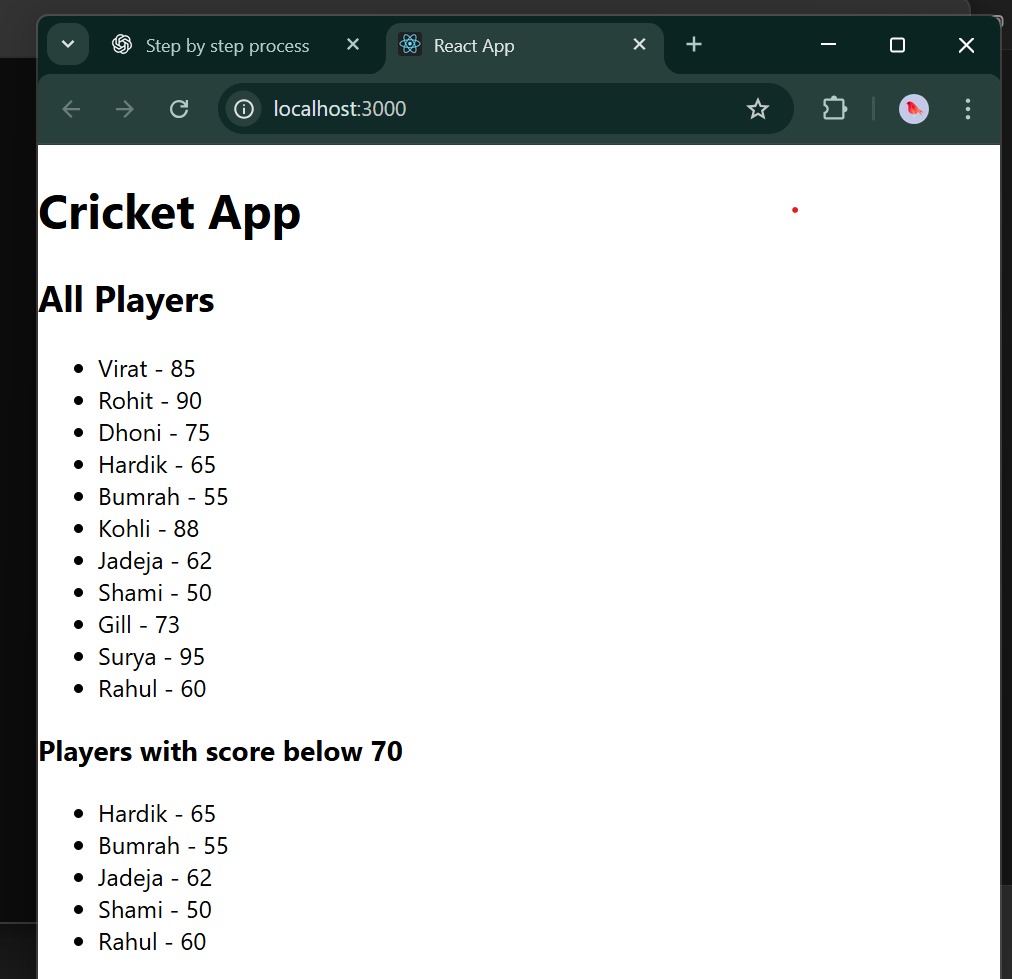 Step by step process
React App
localhost:3000
Cricket App
All Players
Virat - 85
Rohit - 90
Dhoni - 75
Hardik - 65
Bumrah - 55
Kohli - 88
Jadeja - 62
Shami - 50
Gill - 73
Surya - 95
Rahul - 60
Players with score below 70
Hardik - 65
Bumrah - 55
Jadeja - 62
Shami - 50
Rahul - 60